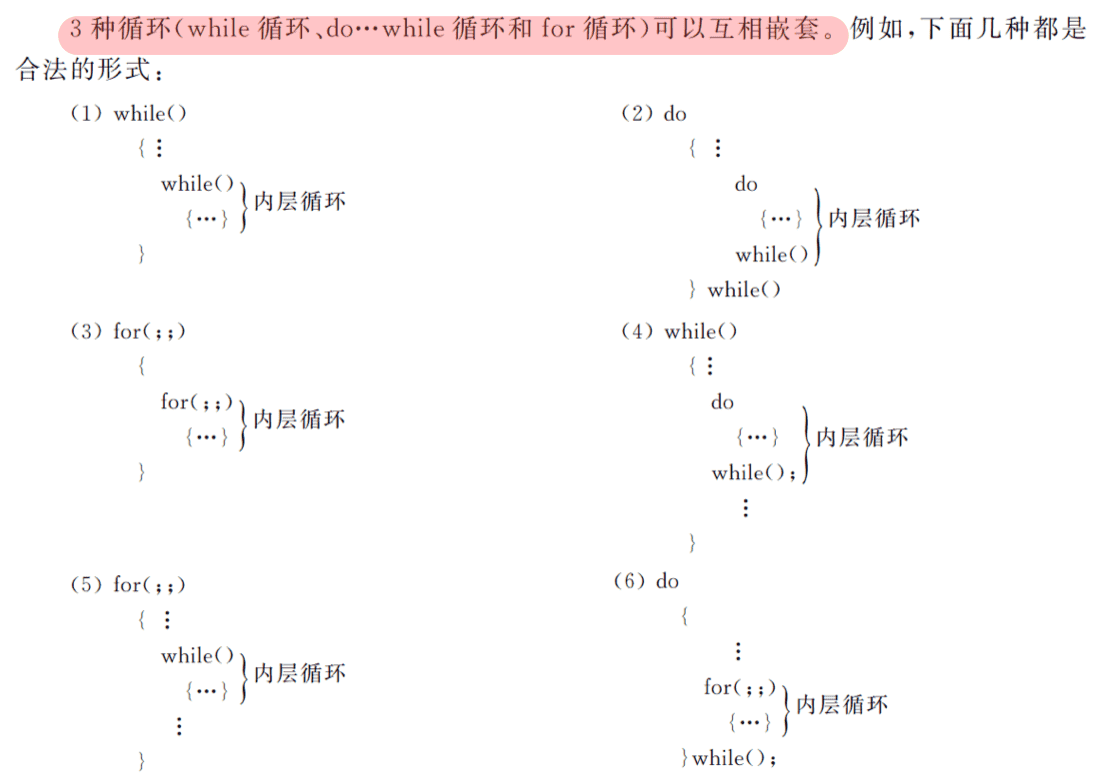 3 种循环(while 循环、do…while 循环和 for 循环)可以互相嵌套。例如,下面几种都是
合法的形式:
(1) while()
{ ⋮
while()
{…}
内层循环
}
(2) do
{ ⋮
do
{…}
内层循环
while()
} while()
(3) for(;;)
{
for(;;)
{…}
内层循环
}
(4) while()
{ ⋮
do
{…}
内层循环
while();
⋮
}
(5) for(;;)
{ ⋮
while()
{…}
内层循环
⋮
}
(6) do
{
⋮
for(;;)
{…}
内层循环
}while();